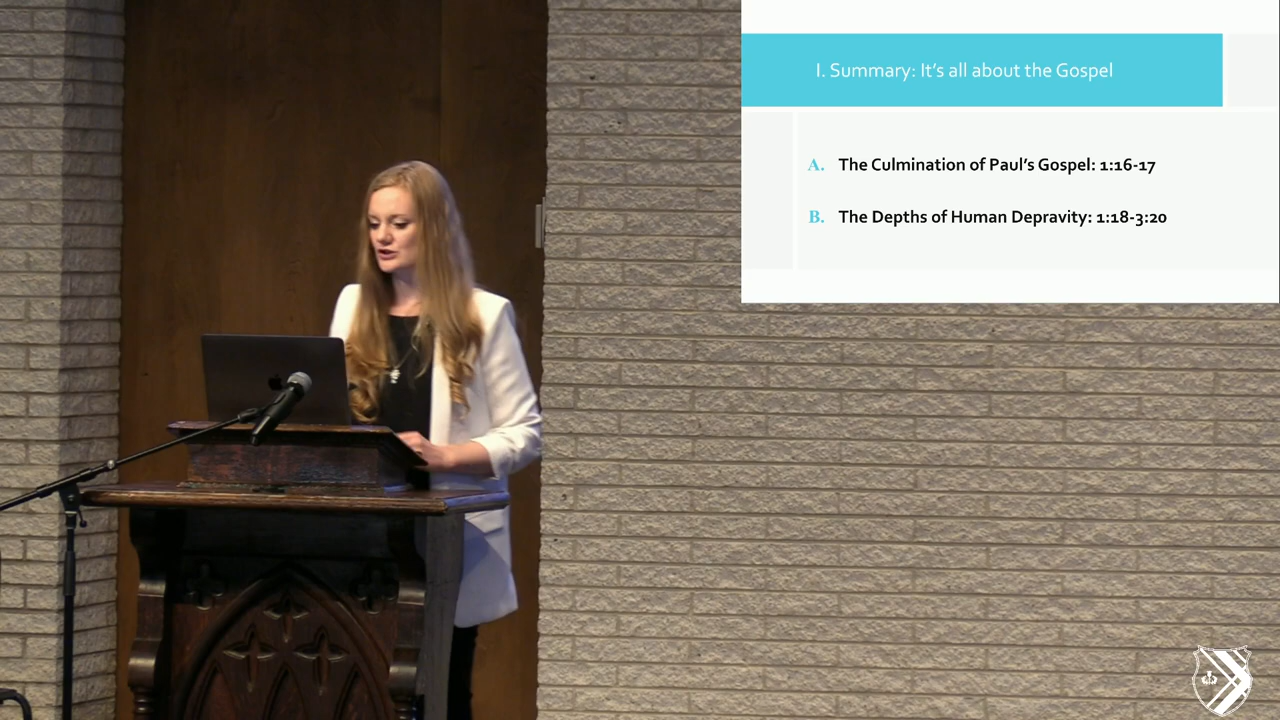 I. Summary: It's all about the Gospel
A. The Culmination of Paul's Gospel: 1:16-17
B. The Depths of Human Depravity: 1:18-3:20